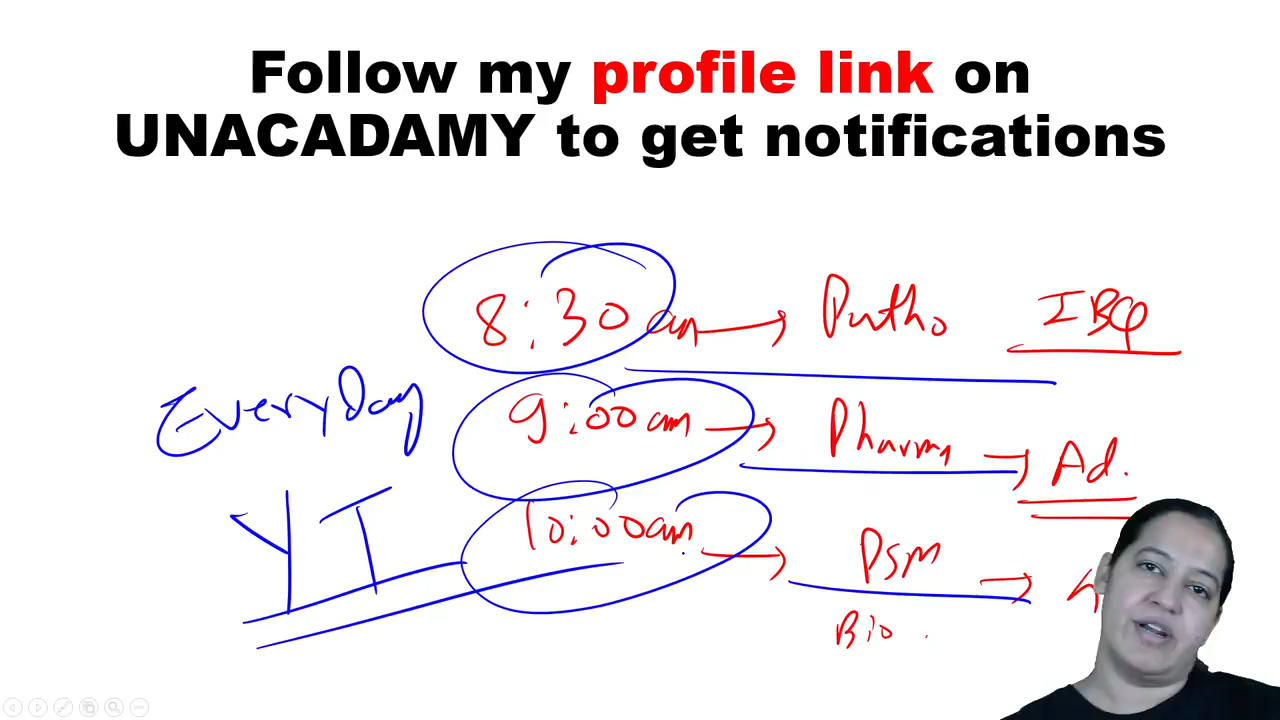 Follow my profile link on
UNACADAMY to get notifications
8:30 am → Patho IBQ
Everyday
9:00 am → Pharma → Ad.
YT
10:00 am → PSM →
Bio.